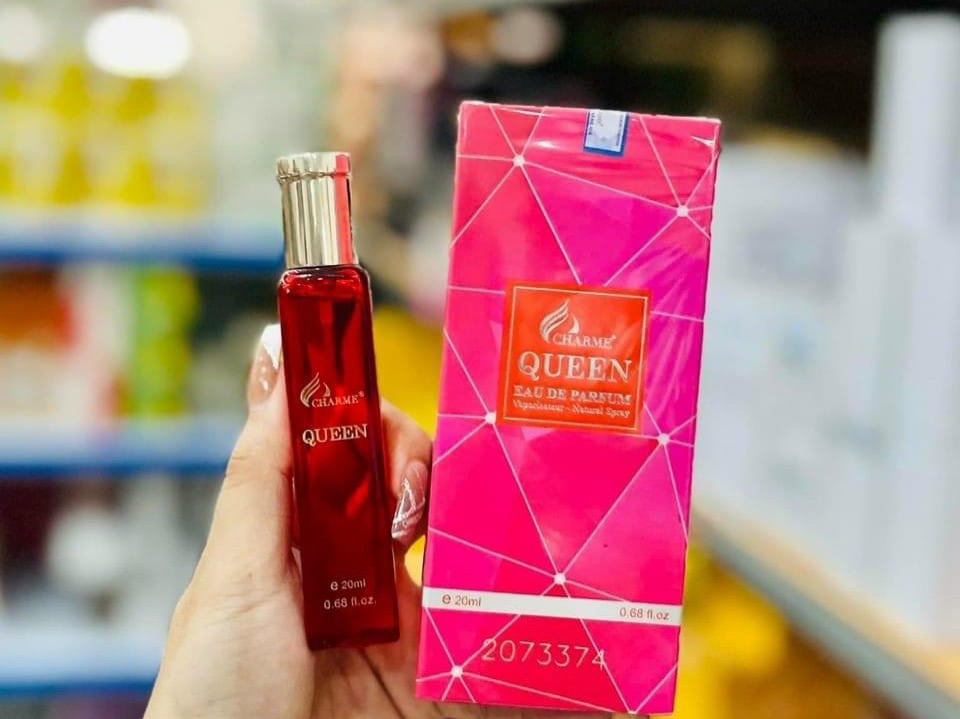 CHARME®
QUEEN
e 20ml
0.68 fl.oz.
CHARME®
QUEEN
EAU DE PARFUM
Vaporisateur - Natural Spray
e 20ml
0.68 fl.oz
2073374